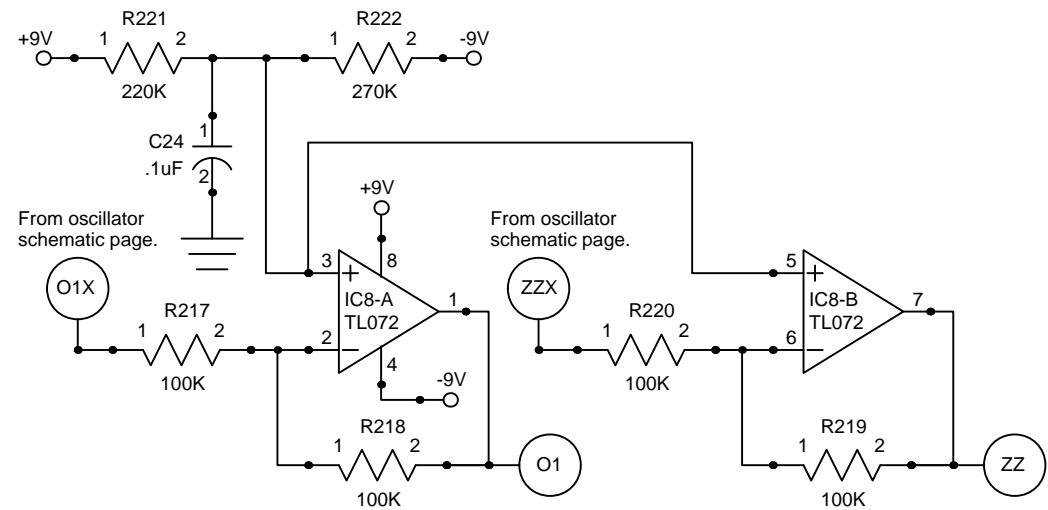 R221
R222
+9V
1
2
1
2
-9V
220K
270K
C24
1
.1uF
2
+9V
From oscillator
schematic page.
From oscillator
schematic page.
3
+
8
5
+
O1X
IC8-A
1
ZZX
IC8-B
7
R217
TL072
R220
TL072
1
2
2
−
1
2
6
−
100K
4
100K
-9V
R218
R219
1
2
1
2
O1
ZZ
100K
100K